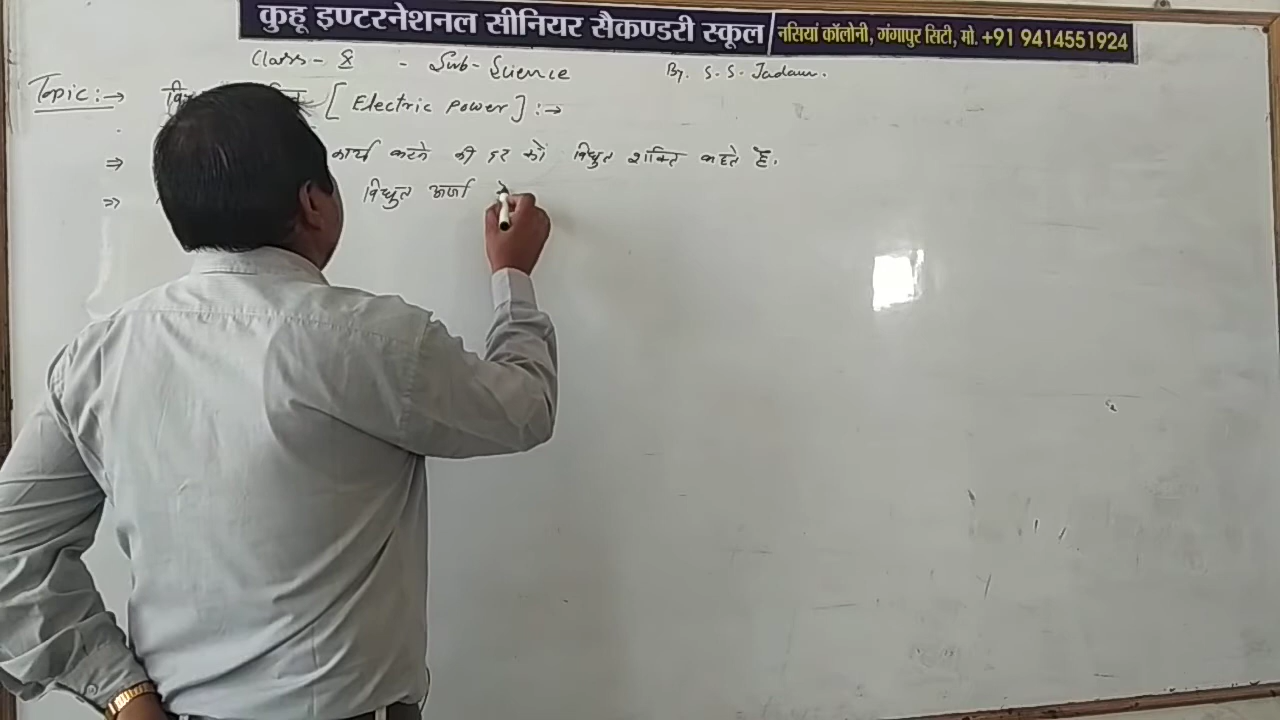 कुहू इण्टरनेशनल सीनियर सैकण्डरी स्कूल नसियां कॉलोनी, गंगापुर सिटी, मो. +91 9414551924
Class - X - Sub - Science By. S. S. Jadaun.
Topic :→ [ Electric power ] :→
⇒ कार्य करने की दर को विधुत शक्ति कहते है.
⇒ विधुत ऊर्जा